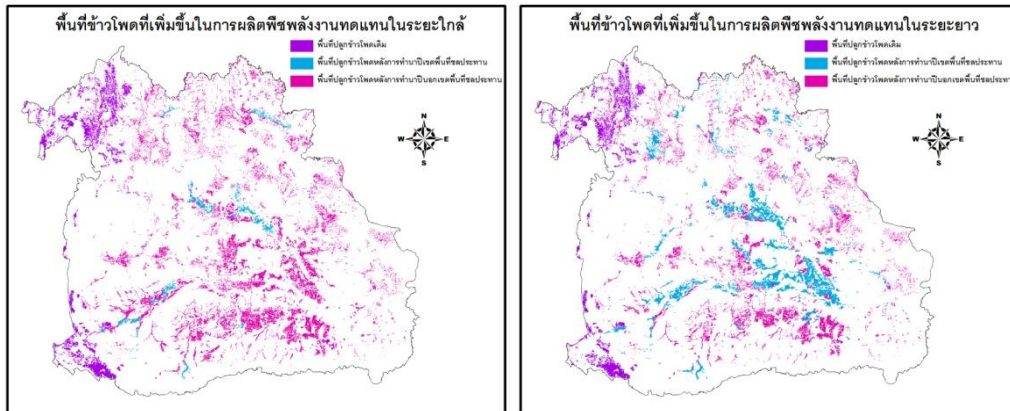 พื้นที่ข้าวโพดที่เพิ่มขึ้นในการผลิตพืชพลังงานทดแทนในระยะใกล้
พื้นที่ปลูกข้าวโพดเดิม
พื้นที่ปลูกข้าวโพดหลังการทำนาปีเขตพื้นที่ชลประทาน
พื้นที่ปลูกข้าวโพดหลังการทำนาปีนอกเขตพื้นที่ชลประทาน
N
W E
S
พื้นที่ข้าวโพดที่เพิ่มขึ้นในการผลิตพืชพลังงานทดแทนในระยะยาว
พื้นที่ปลูกข้าวโพดเดิม
พื้นที่ปลูกข้าวโพดหลังการทำนาปีเขตพื้นที่ชลประทาน
พื้นที่ปลูกข้าวโพดหลังการทำนาปีนอกเขตพื้นที่ชลประทา
N
W E
S